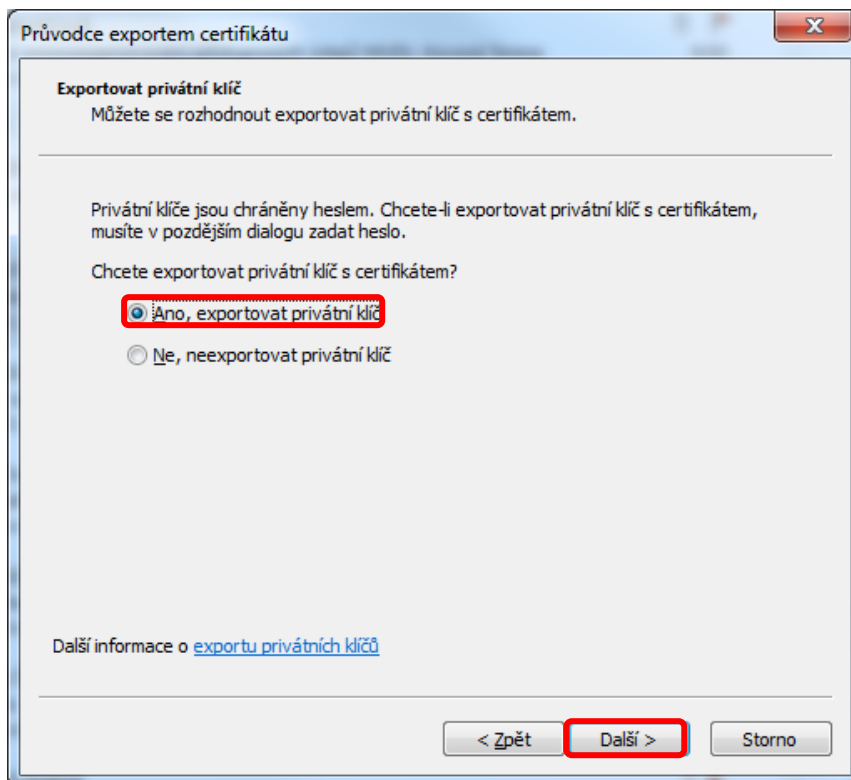 Průvodce exportem certifikátu
Exportovat privátní klíč
Můžete se rozhodnout exportovat privátní klíč s certifikátem.
Privátní klíče jsou chráněny heslem. Chcete-li exportovat privátní klíč s certifikátem,
musíte v pozdějším dialogu zadat heslo.
Chcete exportovat privátní klíč s certifikátem?
Ano, exportovat privátní klíč
Ne, neexportovat privátní klíč
Další informace o exportu privátních klíčů
< Zpět
Další >
Storno